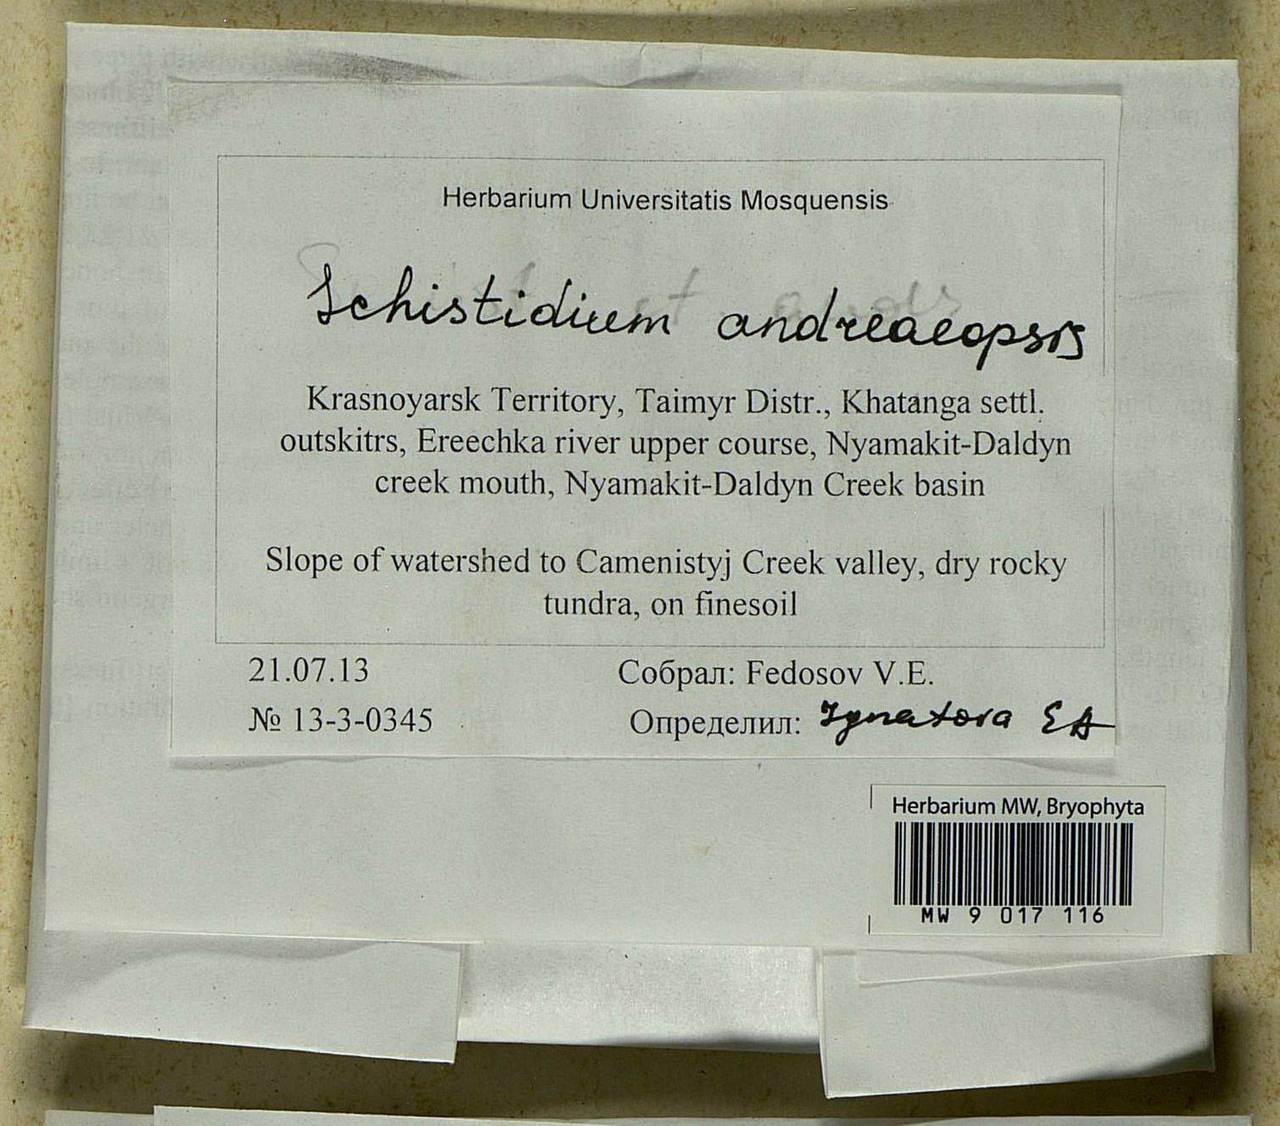 Herbarium Universitatis Mosquensis
Schistidium andreaeopsis
Krasnoyarsk Territory, Taimyr Distr., Khatanga settl.
outskitrs, Ereechka river upper course, Nyamakit-Daldyn
creek mouth, Nyamakit-Daldyn Creek basin
Slope of watershed to Camenistyj Creek valley, dry rocky
tundra, on finesoil
21.07.13
Собрал: Fedosov V.E.
№ 13-3-0345
Определил: Ignatova EA
Herbarium MW, Bryophyta
MW 9 017 116